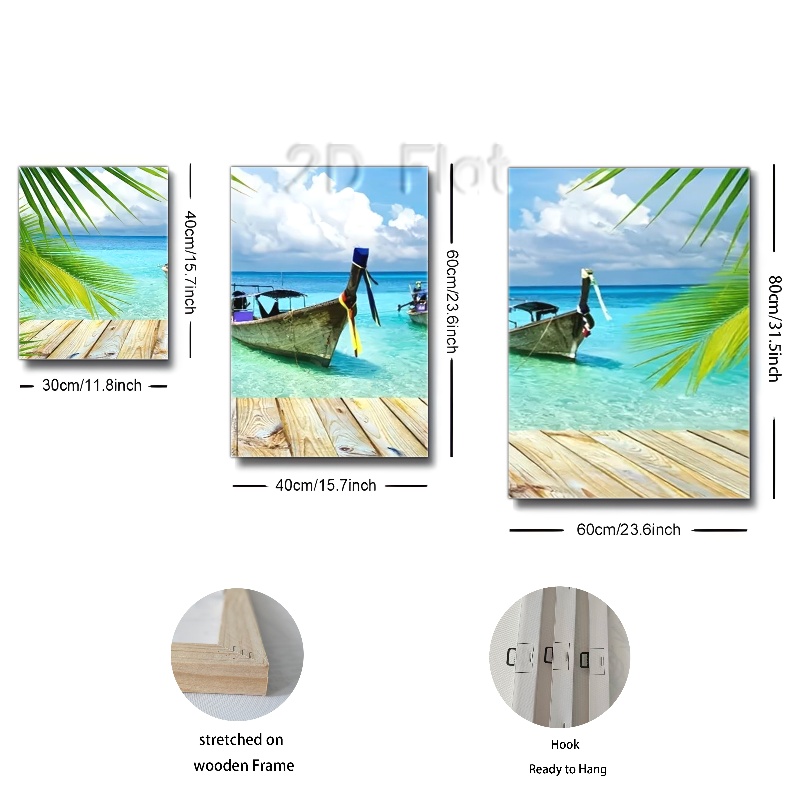 2D Flat
40cm/15.7inch
30cm/11.8inch
60cm/23.6inch
40cm/15.7inch
80cm/31.5inch
60cm/23.6inch
stretched on
wooden Frame
Hook
Ready to Hang